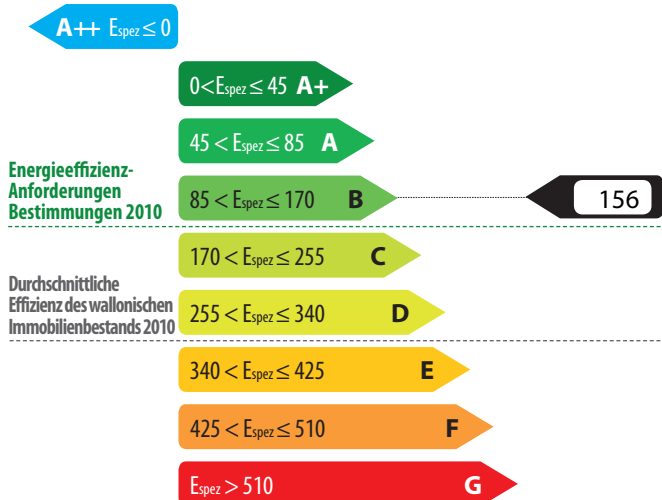 A++ Espez ≤ 0
0 < Espez ≤ 45 A+
45 < Espez ≤ 85 A
Energieeffizienz-
Anforderungen
Bestimmungen 2010
85 < Espez ≤ 170 B
156
170 < Espez ≤ 255 C
Durchschnittliche
Effizienz des wallonischen
Immobilienbestands 2010
255 < Espez ≤ 340 D
340 < Espez ≤ 425 E
425 < Espez ≤ 510 F
Espez > 510 G